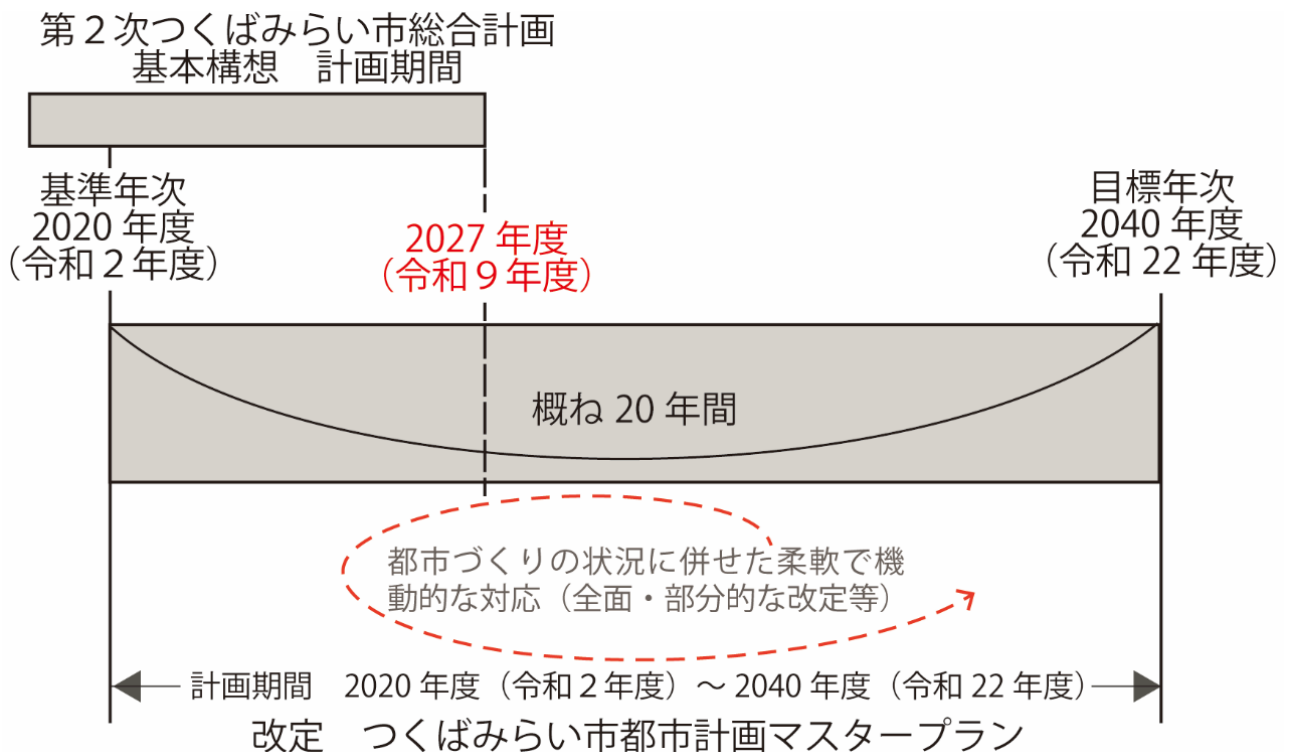 第２次つくばみらい市総合計画
基本構想　計画期間
基準年次
2020 年度
（令和２年度）
2027 年度
（令和９年度）
目標年次
2040 年度
（令和 22 年度）
概ね 20 年間
都市づくりの状況に併せた柔軟で機
動的な対応（全面・部分的な改定等）
計画期間　2020 年度（令和２年度）～ 2040 年度（令和 22 年度）
改定　つくばみらい市都市計画マスタープラン